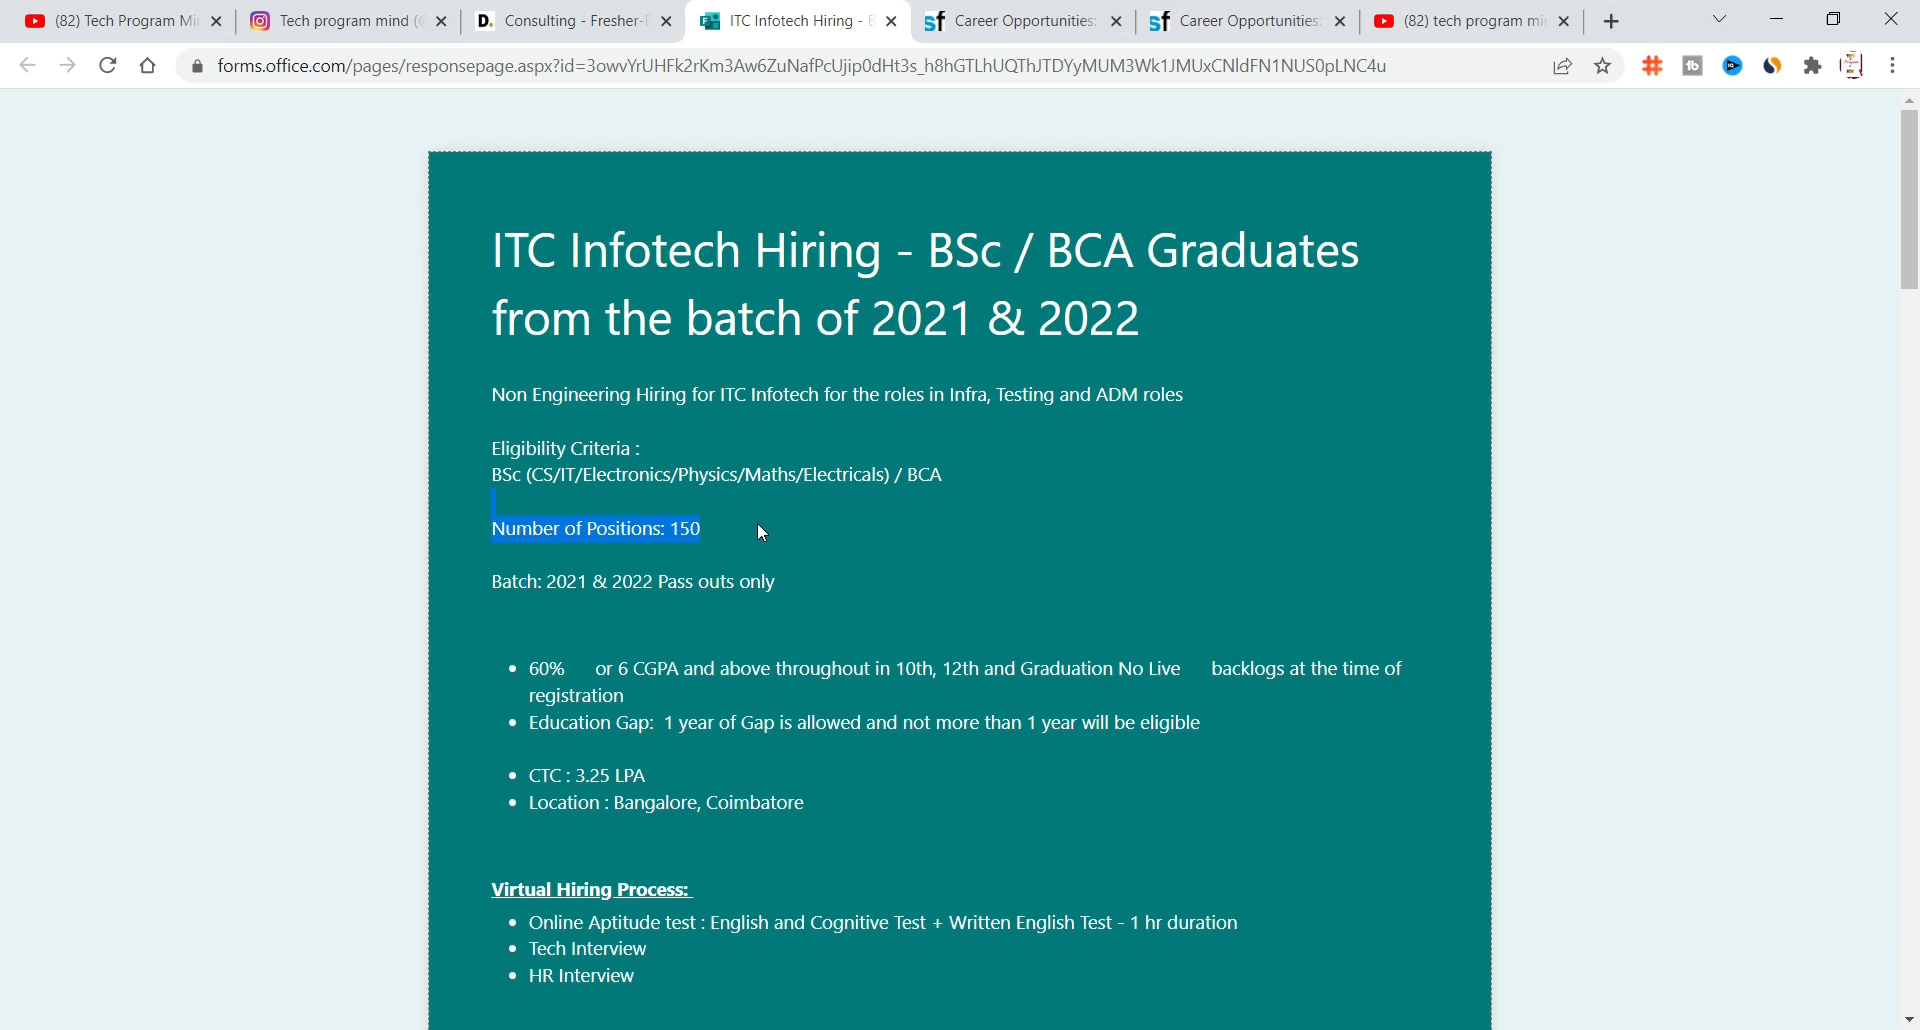 (82) Tech Program Mi
Tech program mind (
Consulting - Fresher-
ITC Infotech Hiring -
Career Opportunities:
Career Opportunities:
(82) tech program mi
forms.office.com/pages/responsepage.aspx?id=3owvYrUHFk2rKm3Aw6ZuNafPcUjip0dHt3s_h8hGTLhUQThJTDYyMUM3Wk1JMUxCNldFN1NUS0pLNC4u
ITC Infotech Hiring - BSc / BCA Graduates
from the batch of 2021 & 2022
Non Engineering Hiring for ITC Infotech for the roles in Infra, Testing and ADM roles
Eligibility Criteria :
BSc (CS/IT/Electronics/Physics/Maths/Electricals) / BCA
Number of Positions: 150
Batch: 2021 & 2022 Pass outs only
• 60% or 6 CGPA and above throughout in 10th, 12th and Graduation No Live backlogs at the time of
registration
• Education Gap: 1 year of Gap is allowed and not more than 1 year will be eligible
• CTC : 3.25 LPA
• Location : Bangalore, Coimbatore
Virtual Hiring Process:
• Online Aptitude test : English and Cognitive Test + Written English Test - 1 hr duration
• Tech Interview
• HR Interview